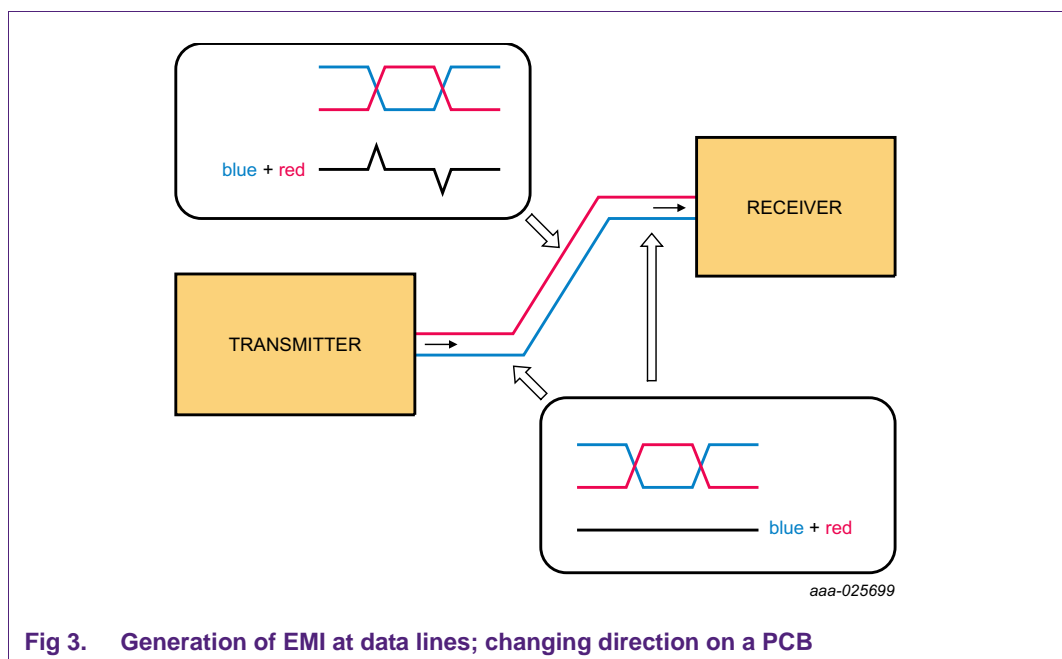 blue + red
RECEIVER
TRANSMITTER
blue + red
aaa-025699
Fig 3. Generation of EMI at data lines; changing direction on a PCB